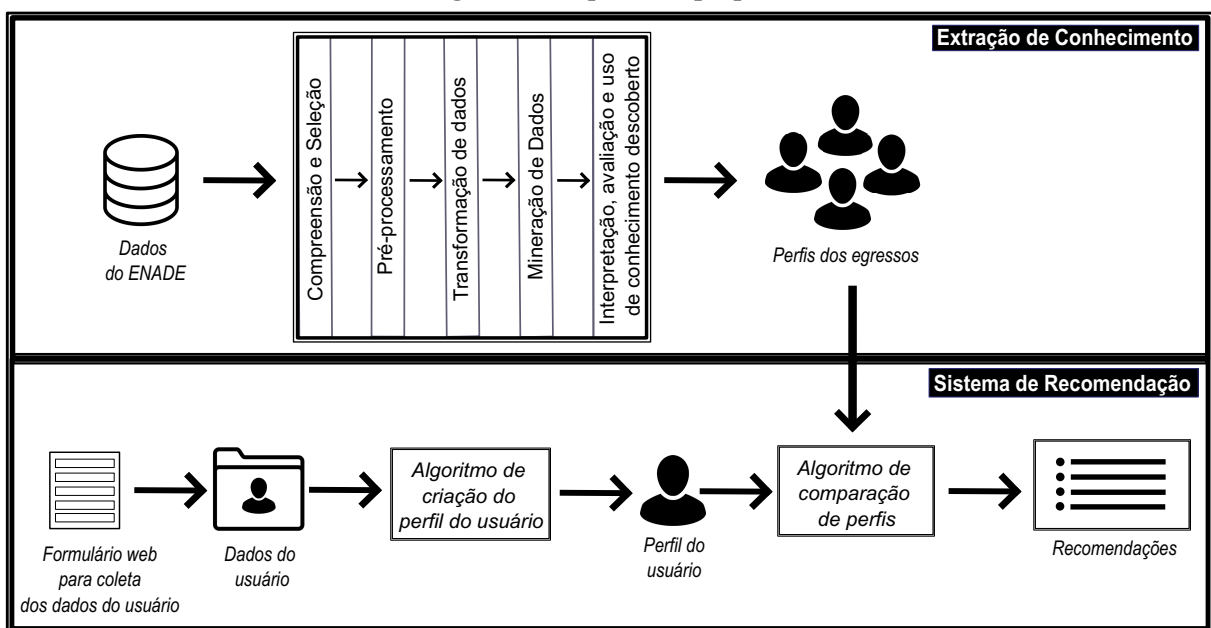 Extração de Conhecimento
Dados
do ENADE
Compreensão e Seleção
Pré-processamento
Transformação de dados
Mineração de Dados
Interpretação, avaliação e uso
de conhecimento descoberto
Perfis dos egressos
Sistema de Recomendação
Formulário web
para coleta
dos dados do usuário
Dados do
usuário
Algoritmo de
criação do
perfil do usuário
Perfil do
usuário
Algoritmo de
comparação
de perfis
Recomendações